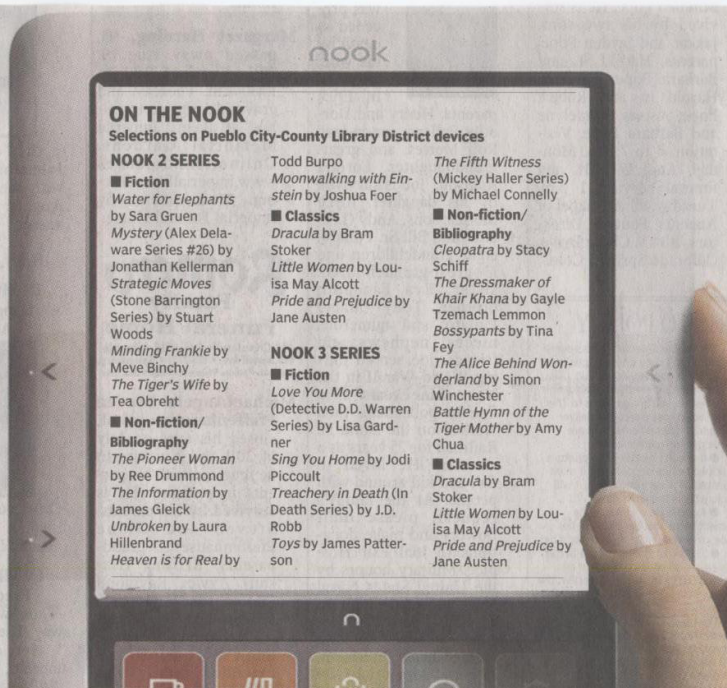 nook
ON THE NOOK
Selections on Pueblo City-County Library District devices
NOOK 2 SERIES
■ Fiction
Water for Elephants
by Sara Gruen
Mystery (Alex Dela-
ware Series #26) by
Jonathan Kellerman
Strategic Moves
(Stone Barrington
Series) by Stuart
Woods
Minding Frankie by
Meve Binchy
The Tiger's Wife by
Tea Obreht
■ Non-fiction/
Bibliography
The Pioneer Woman
by Ree Drummond
The Information by
James Gleick
Unbroken by Laura
Hillenbrand
Heaven is for Real by
Todd Burpo
Moonwalking with Ein-
stein by Joshua Foer
■ Classics
Dracula by Bram
Stoker
Little Women by Lou-
isa May Alcott
Pride and Prejudice by
Jane Austen
NOOK 3 SERIES
■ Fiction
Love You More
(Detective D.D. Warren
Series) by Lisa Gard-
ner
Sing You Home by Jodi
Piccoult
Treachery in Death (In
Death Series) by J.D.
Robb
Toys by James Patter-
son
The Fifth Witness
(Mickey Haller Series)
by Michael Connelly
■ Non-fiction/
Bibliography
Cleopatra by Stacy
Schiff
The Dressmaker of
Khair Khana by Gayle
Tzemach Lemmon
Bossypants by Tina
Fey
The Alice Behind Won-
derland by Simon
Winchester
Battle Hymn of the
Tiger Mother by Amy
Chua
■ Classics
Dracula by Bram
Stoker
Little Women by Lou-
isa May Alcott
Pride and Prejudice by
Jane Austen
n